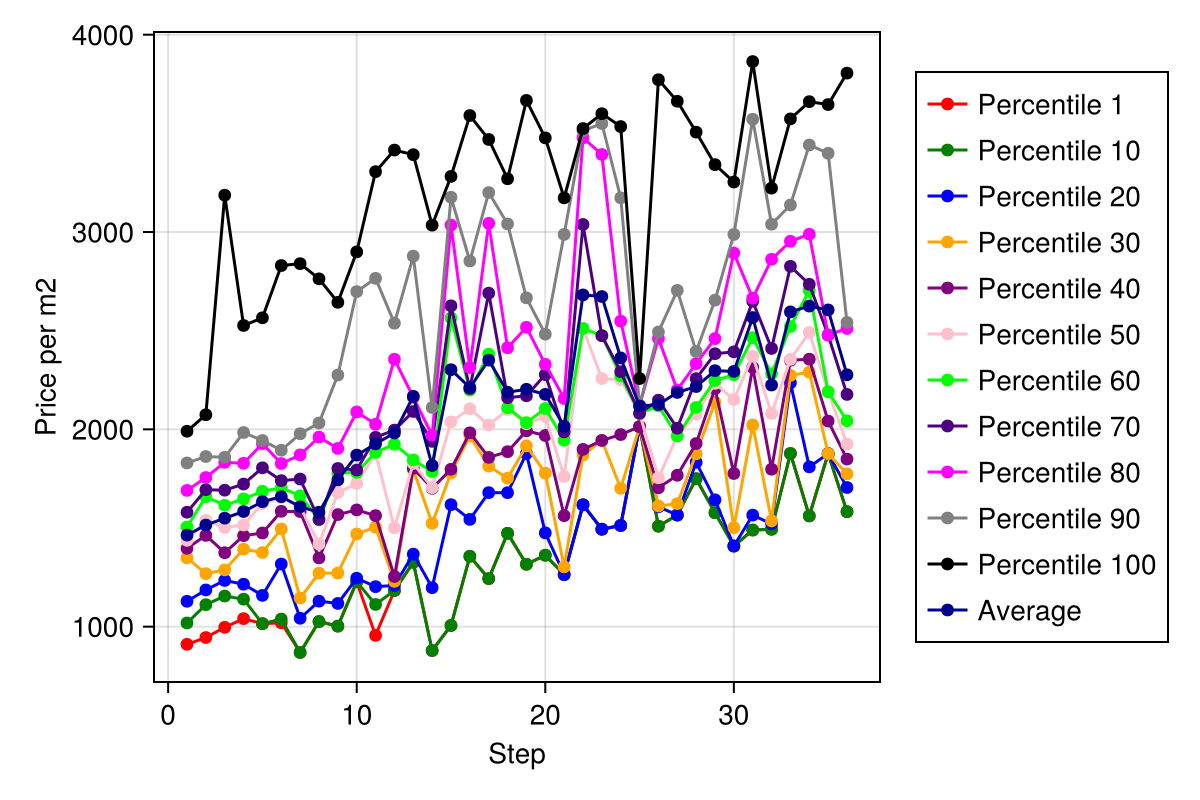 4000
3000
2000
1000
Price per m2
0 10 20 30
Step
Percentile 1
Percentile 10
Percentile 20
Percentile 30
Percentile 40
Percentile 50
Percentile 60
Percentile 70
Percentile 80
Percentile 90
Percentile 100
Average